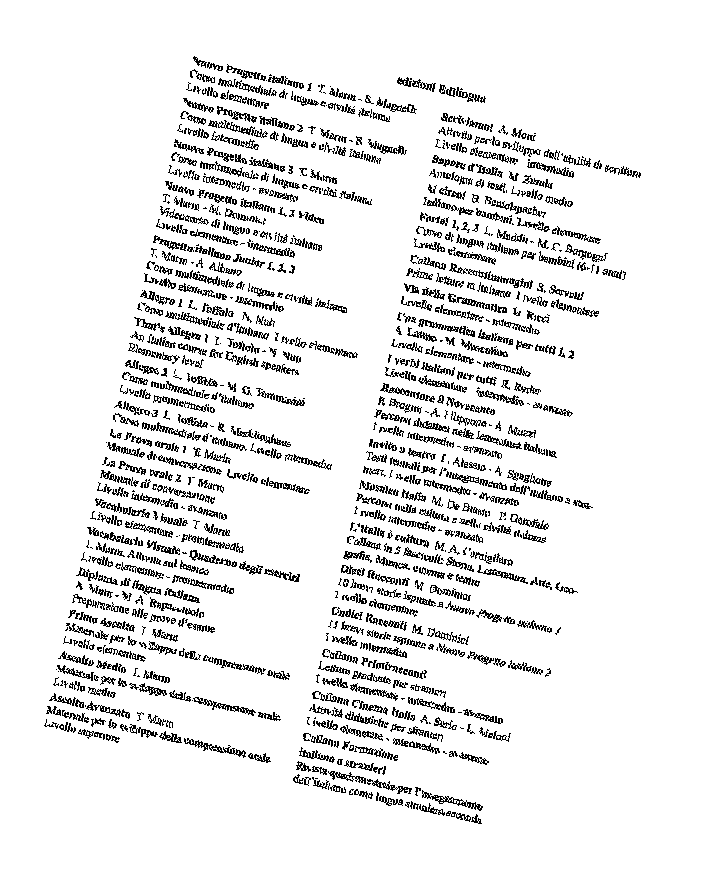 edizioni Edilingua
Nuovo Progetto italiano 1 T. Marin - S. Magnelli
Corso multimediale di lingua e civiltà italiana
Livello elementare
Nuovo Progetto italiano 2 T. Marin - S. Magnelli
Corso multimediale di lingua e civiltà italiana
Livello intermedio
Nuovo Progetto italiano 3 T. Marin
Corso multimediale di lingua e civiltà italiana
Livello intermedio - avanzato
Nuovo Progetto italiano 1, 2 Video
T. Marin - M. Dominici
Videocorso di lingua e civiltà italiana
Livello elementare - intermedio
Progetto italiano Junior 1, 2, 3
T. Marin - A. Albano
Corso multimediale di lingua e civiltà italiana
Livello elementare - intermedio
Allegro 1 L. Toffolo - N. Nuti
Corso multimediale d'italiano. Livello elementare
That's Allegro 1 L. Toffolo - N. Nuti
An Italian course for English speakers
Elementary level
Allegro 2 L. Toffolo - M. G. Tommasini
Corso multimediale d'italiano
Livello preintermedio
Allegro 3 L. Toffolo - R. Merklinghaus
Corso multimediale d'italiano. Livello intermedio
La Prova orale 1 T. Marin
Manuale di conversazione. Livello elementare
La Prova orale 2 T. Marin
Manuale di conversazione
Livello intermedio - avanzato
Vocabolario Visuale T. Marin
Livello elementare - preintermedio
Vocabolario Visuale - Quaderno degli esercizi
T. Marin. Attività sul lessico
Livello elementare - preintermedio
Diploma di lingua italiana
A. Moni - M. A. Rapacciuolo
Preparazione alle prove d'esame
Primo Ascolto T. Marin
Materiale per lo sviluppo della comprensione orale
Livello elementare
Ascolto Medio T. Marin
Materiale per lo sviluppo della comprensione orale
Livello medio
Ascolto Avanzato T. Marin
Materiale per lo sviluppo della comprensione orale
Livello superiore
Scriviamo! A. Moni
Attività per lo sviluppo dell'abilità di scrittura
Livello elementare - intermedio
Sapore d'Italia M. Zurula
Antologia di testi. Livello medio
Mi ci B. Beutelspacher
Italiano per bambini. Livello elementare
Forte! 1, 2, 3 L. Maddii - M. C. Borgogni
Corso di lingua italiana per bambini (6-11 anni)
Livello elementare
Collana Raccontimmagini S. Servetti
Prime letture in italiano. Livello elementare
Via della Grammatica M. Ricci
Livello elementare - intermedio
Una grammatica italiana per tutti 1, 2
A. Latino - M. Muscolino
Livello elementare - intermedio
I verbi italiani per tutti R. Ryder
Livello elementare - intermedio - avanzato
Raccontare il Novecento
P. Brogini - A. Filippone - A. Muzzi
Percorsi didattici nella letteratura italiana
Livello intermedio - avanzato
Invito a teatro L. Alessio - A. Sgaglione
Testi teatrali per l'insegnamento dell'italiano a stra-
nieri. Livello intermedio - avanzato
Mosaico Italia M. De Biasio - P. Garofalo
Percorsi nella cultura e nella civiltà italiana
Livello intermedio - avanzato
L'Italia è cultura M. A. Cernigliaro
Collana in 5 fascicoli: Storia, Letteratura, Arte, Geo-
grafia, Musica, cinema e teatro
Dieci Racconti M. Dominici
10 brevi storie ispirate a Nuovo Progetto italiano 1
Livello elementare
Undici Racconti M. Dominici
11 brevi storie ispirate a Nuovo Progetto italiano 2
Livello intermedio
Collana Primiracconti
Letture graduate per stranieri
Livello elementare - intermedio - avanzato
Collana Cinema Italia A. Serio - E. Meloni
Attività didattiche per stranieri
Livello elementare - intermedio - avanzato
Collana Formazione
italiano a stranieri
Rivista quadrimestrale per l'insegnamento
dell'italiano come lingua straniera/seconda